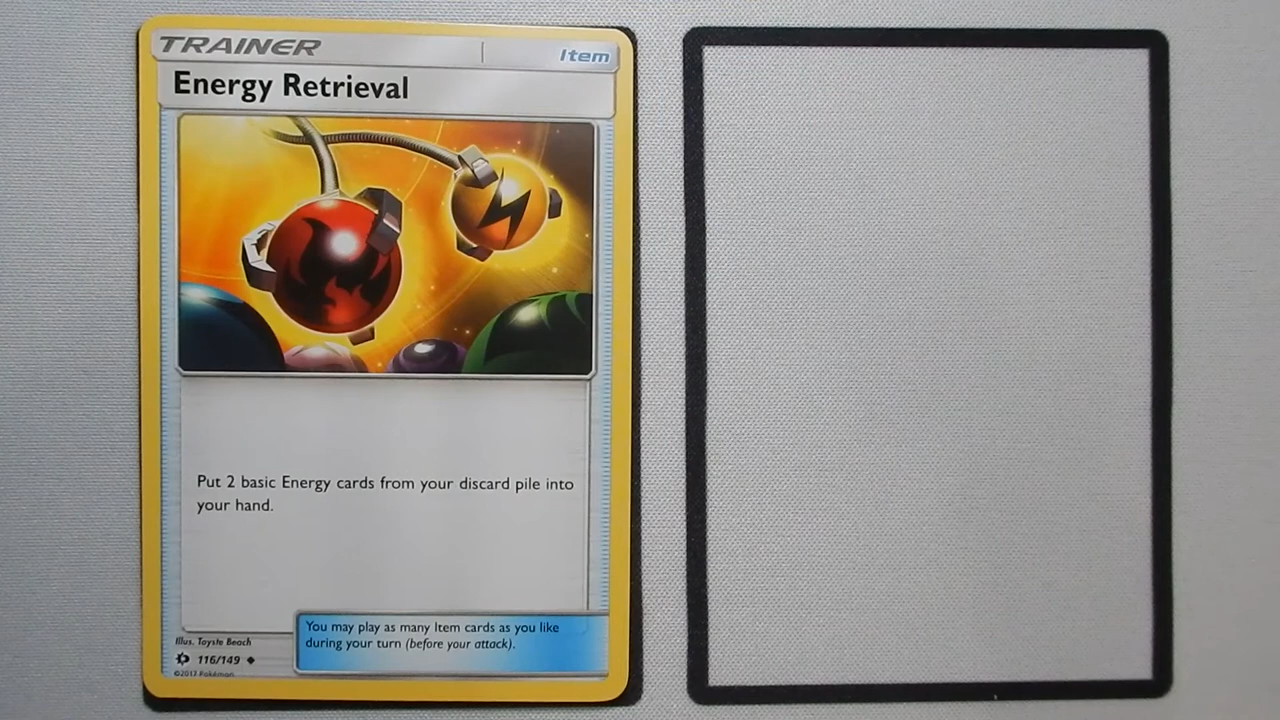 TRAINER
Item
Energy Retrieval
Put 2 basic Energy cards from your discard pile into
your hand.
You may play as many Item cards as you like
during your turn (before your attack).
Illus. Toyste Beach
116/149
©2017 Pokémon